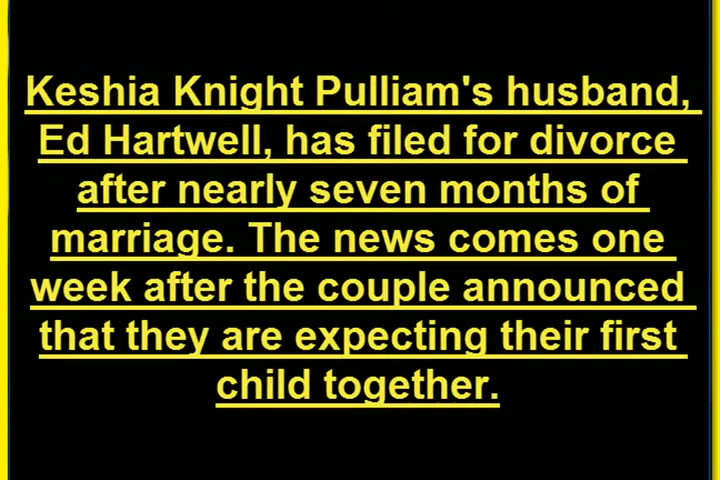 Keshia Knight Pulliam's husband,
Ed Hartwell, has filed for divorce
after nearly seven months of
marriage. The news comes one
week after the couple announced
that they are expecting their first
child together.